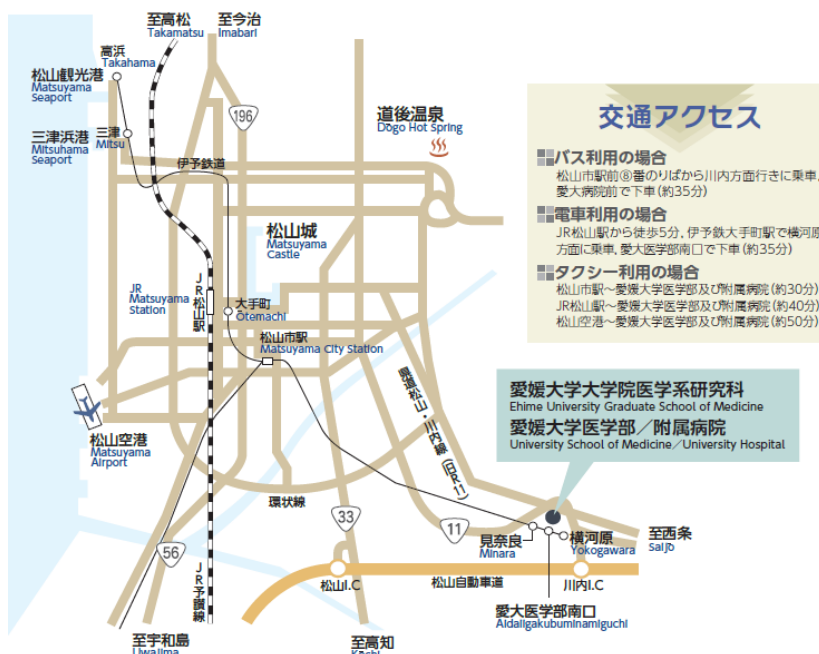 至高松
Takamatsu
至今治
Imabari
高浜
Takahama
松山観光港
Matsuyama
Seaport
196
道後温泉
Dōgo Hot Spring
三津浜港
Mitsuhama
Seaport
三津
Mitsu
伊予鉄道
松山城
Matsuyama
Castle
JR
Matsuyama
Station
JR松山駅
大手町
Ōtemachi
松山市駅
Matsuyama City Station
松山空港
Matsuyama
Airport
県道松山・川内線(旧R11)
環状線
33
11
56
見奈良
Minara
横河原
Yokogawara
至西条
Saijō
JR予讃線
松山I.C
松山自動車道
川内I.C
愛大医学部南口
Aidaiigakubuminamiguchi
至宇和島
Uwajima
至高知
Kōchi
交通アクセス
バス利用の場合
松山市駅前⑧番のりばから川内方面行きに乗車、
愛大病院前で下車(約35分)
電車利用の場合
JR松山駅から徒歩5分、伊予鉄大手町駅で横河原
方面に乗車、愛大医学部南口で下車(約35分)
タクシー利用の場合
松山市駅〜愛媛大学医学部及び附属病院(約30分)
JR松山駅〜愛媛大学医学部及び附属病院(約40分)
松山空港〜愛媛大学医学部及び附属病院(約50分)
愛媛大学大学院医学系研究科
Ehime University Graduate School of Medicine
愛媛大学医学部／附属病院
University School of Medicine／University Hospital